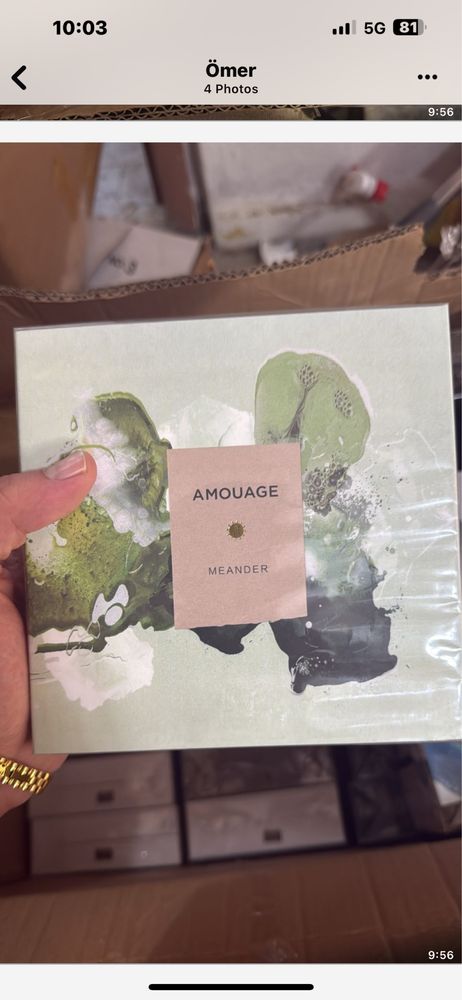 10:03
5G
81
Ömer
4 Photos
9:56
AMOUAGE
MEANDER
9:56